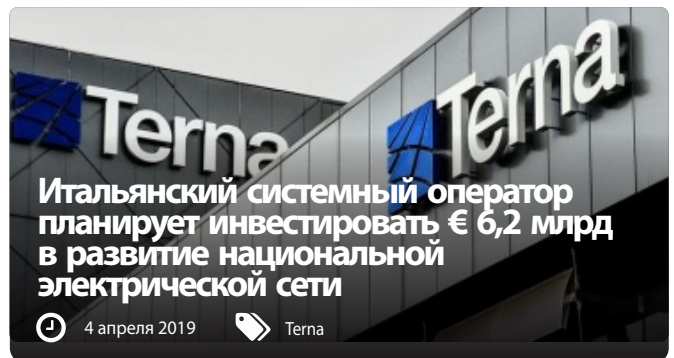 Terna
Terna
Итальянский системный оператор
планирует инвестировать € 6,2 млрд
в развитие национальной
электрической сети
4 апреля 2019
Terna